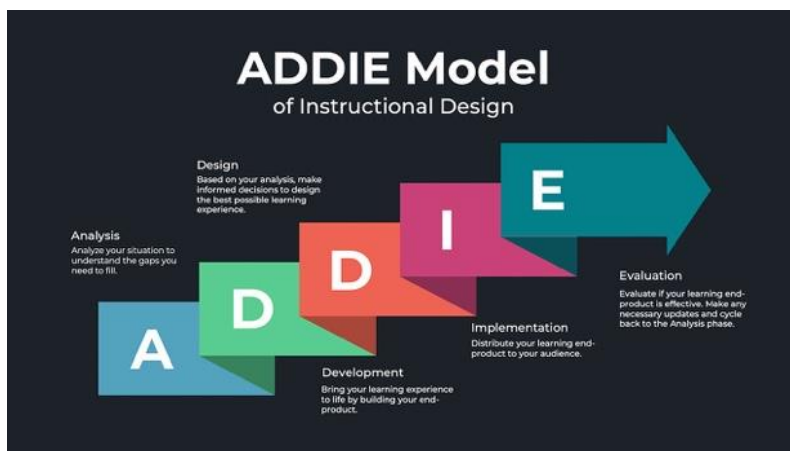 ADDIE Model
of Instructional Design
Design
Based on your analysis, make
informed decisions to design
the best possible learning
experience.
Analysis
Analyze your situation to
understand the gaps you
need to fill.
A
D
D
I
E
Evaluation
Evaluate if your learning end-
product is effective. Make any
necessary updates and cycle
back to the Analysis phase.
Implementation
Distribute your learning end-
product to your audience.
Development
Bring your learning experience
to life by building your end-
product.